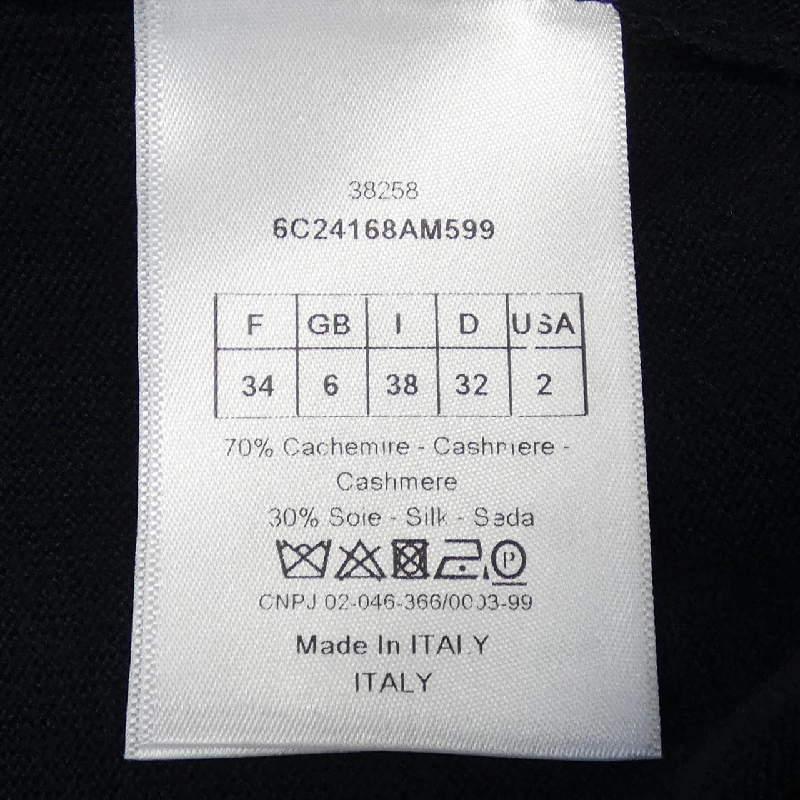 38258
6C24168AM599
F GB I D USA
34 6 38 32 2
70% Cachemire - Cashmere -
Cashmere
30% Soie - Silk - Seda
P
CNPJ 02-046-366/0003-99
Made In ITALY
ITALY